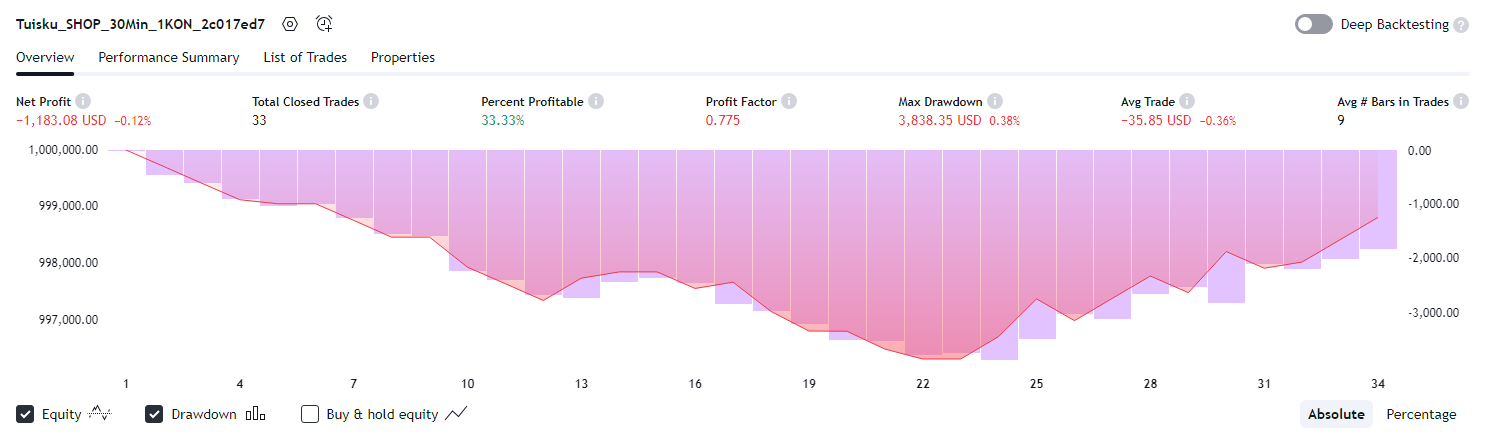 Tuisku_SHOP_30Min_1KON_2c017ed7 Deep Backtesting ?
Overview Performance Summary List of Trades Properties
Net Profit i Total Closed Trades i Percent Profitable i Profit Factor i Max Drawdown i Avg Trade i Avg # Bars in Trades i
−1,183.08 USD −0.12% 33 33.33% 0.775 3,838.35 USD 0.38% −35.85 USD −0.36% 9
1,000,000.00 0.00
999,000.00 -1,000.00
998,000.00 -2,000.00
997,000.00 -3,000.00
1 4 7 10 13 16 19 22 25 28 31 34
Equity Drawdown Buy & hold equity Absolute Percentage